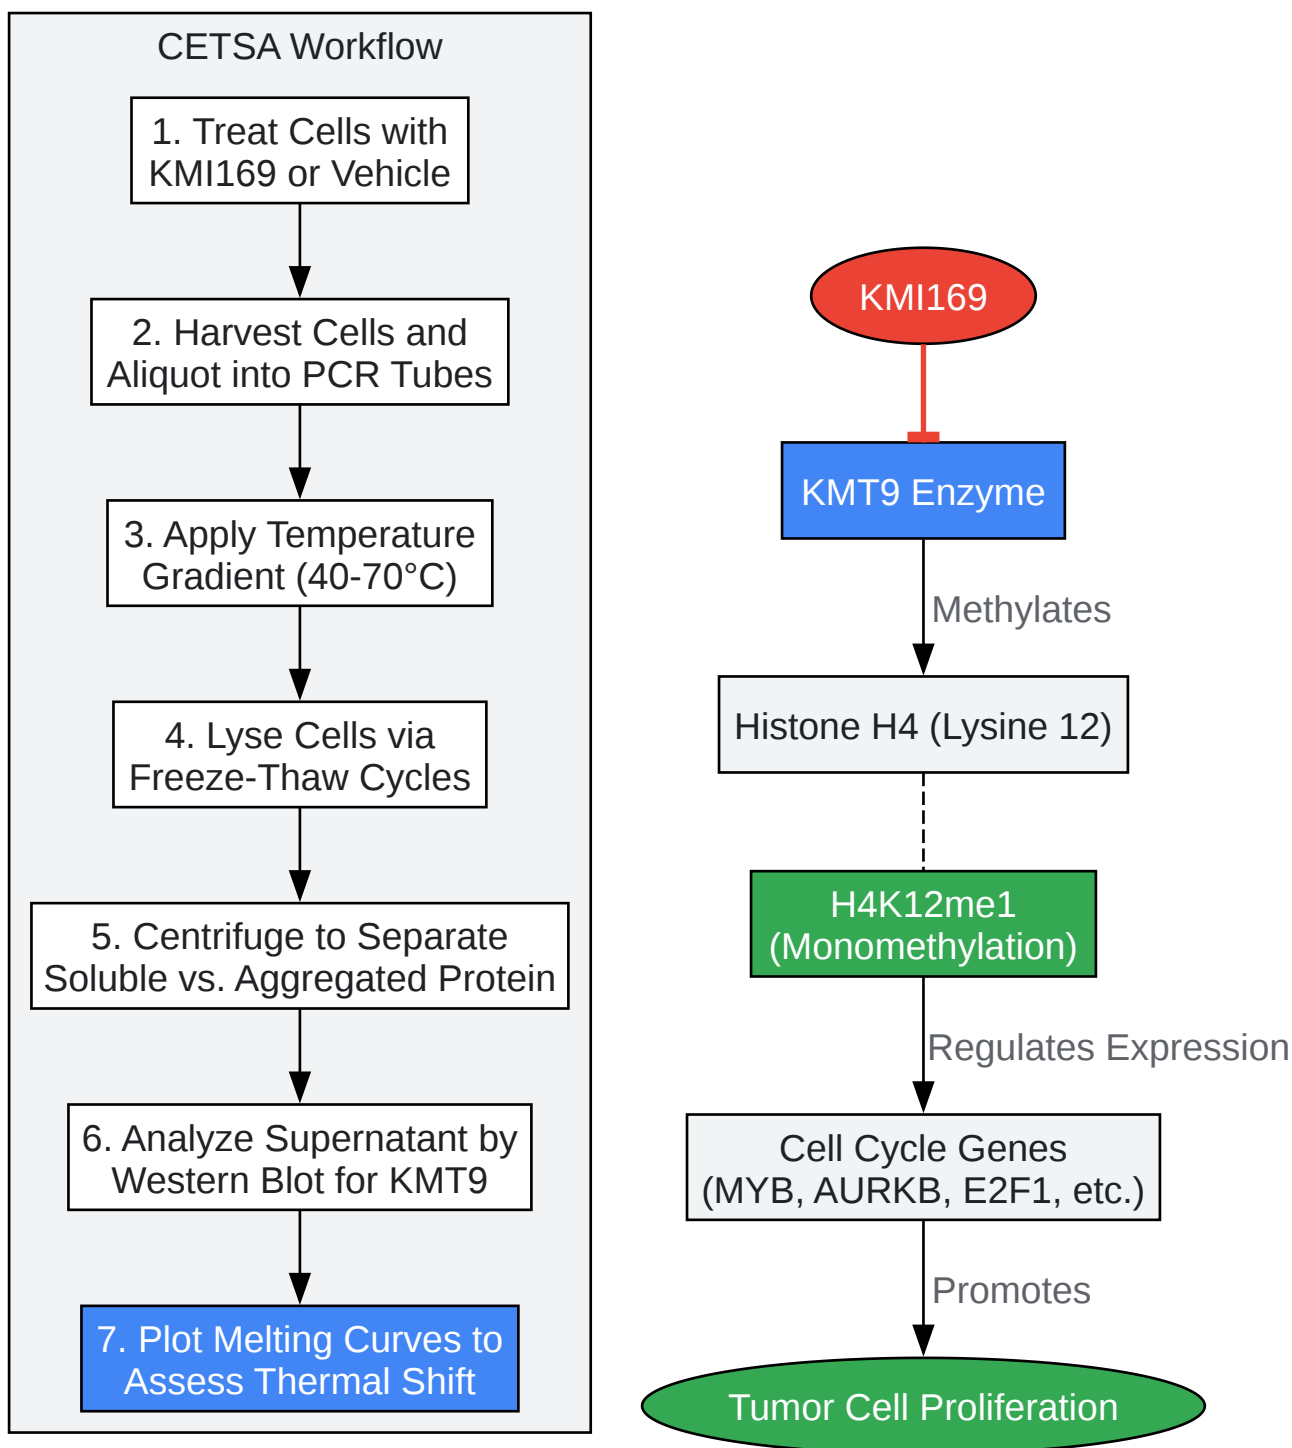 CETSA Workflow
1. Treat Cells with
KMI169 or Vehicle
2. Harvest Cells and
Aliquot into PCR Tubes
3. Apply Temperature
Gradient (40-70°C)
4. Lyse Cells via
Freeze-Thaw Cycles
5. Centrifuge to Separate
Soluble vs. Aggregated Protein
6. Analyze Supernatant by
Western Blot for KMT9
7. Plot Melting Curves to
Assess Thermal Shift
KMI169
KMT9 Enzyme
Methylates
Histone H4 (Lysine 12)
H4K12me1
(Monomethylation)
Regulates Expression
Cell Cycle Genes
(MYB, AURKB, E2F1, etc.)
Promotes
Tumor Cell Proliferation